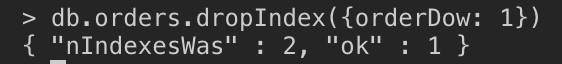 > db.orders.dropIndex({orderDow: 1})
{ "nIndexesWas" : 2, "ok" : 1 }